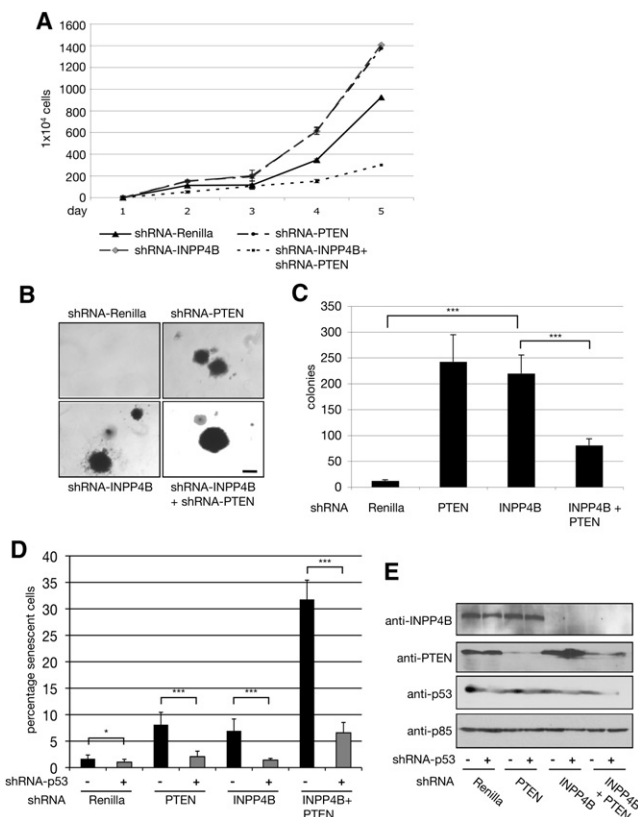 A
1600
1400
1200
1000
800
600
400
200
0
1x10⁴ cells
day 1 2 3 4 5
shRNA-Renilla shRNA-PTEN
shRNA-INPP4B shRNA-INPP4B+
shRNA-PTEN
B
shRNA-Renilla shRNA-PTEN
shRNA-INPP4B shRNA-INPP4B
+ shRNA-PTEN
C
350
300
250
200
150
100
50
0
colonies
*** ***
shRNA Renilla PTEN INPP4B INPP4B +
PTEN
D
40
35
30
25
20
15
10
5
0
percentage senescent cells
* *** *** ***
shRNA-p53 - + - + - + - +
shRNA Renilla PTEN INPP4B INPP4B+
PTEN
E
anti-INPP4B
anti-PTEN
anti-p53
anti-p85
shRNA-p53 - + - + - + - +
shRNA Renilla PTEN INPP4B INPP4B
+ PTEN